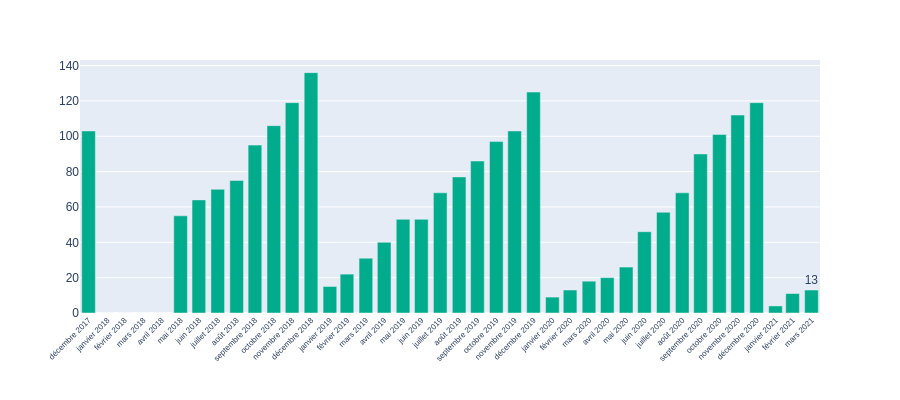 140
120
100
80
60
40
20
0
13
décembre 2017
janvier 2018
février 2018
mars 2018
avril 2018
mai 2018
juin 2018
juillet 2018
août 2018
septembre 2018
octobre 2018
novembre 2018
décembre 2018
janvier 2019
février 2019
mars 2019
avril 2019
mai 2019
juin 2019
juillet 2019
août 2019
septembre 2019
octobre 2019
novembre 2019
décembre 2019
janvier 2020
février 2020
mars 2020
avril 2020
mai 2020
juin 2020
juillet 2020
août 2020
septembre 2020
octobre 2020
novembre 2020
décembre 2020
janvier 2021
février 2021
mars 2021